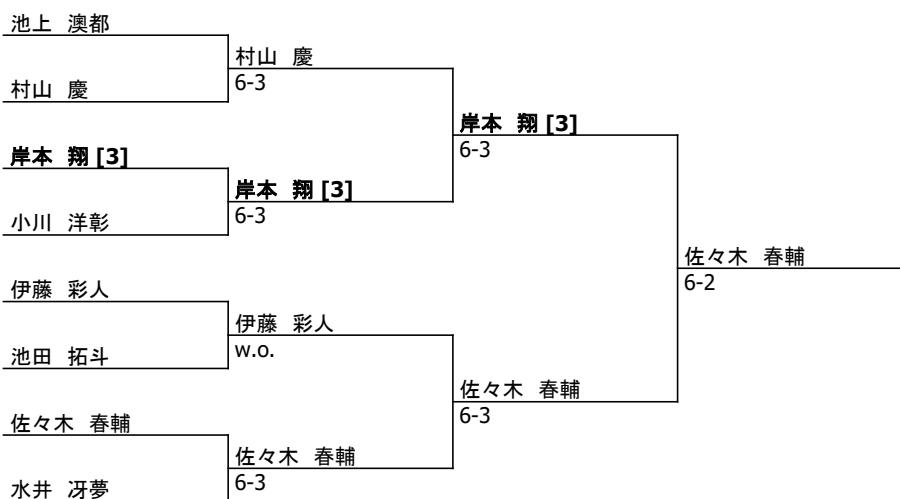 池上 澳都
村山 慶
6-3
村山 慶
岸本 翔 [3]
6-3
岸本 翔 [3]
岸本 翔 [3]
6-3
小川 洋彰
佐々木 春輔
6-2
伊藤 彩人
伊藤 彩人
w.o.
池田 拓斗
佐々木 春輔
6-3
佐々木 春輔
佐々木 春輔
6-3
水井 冴夢